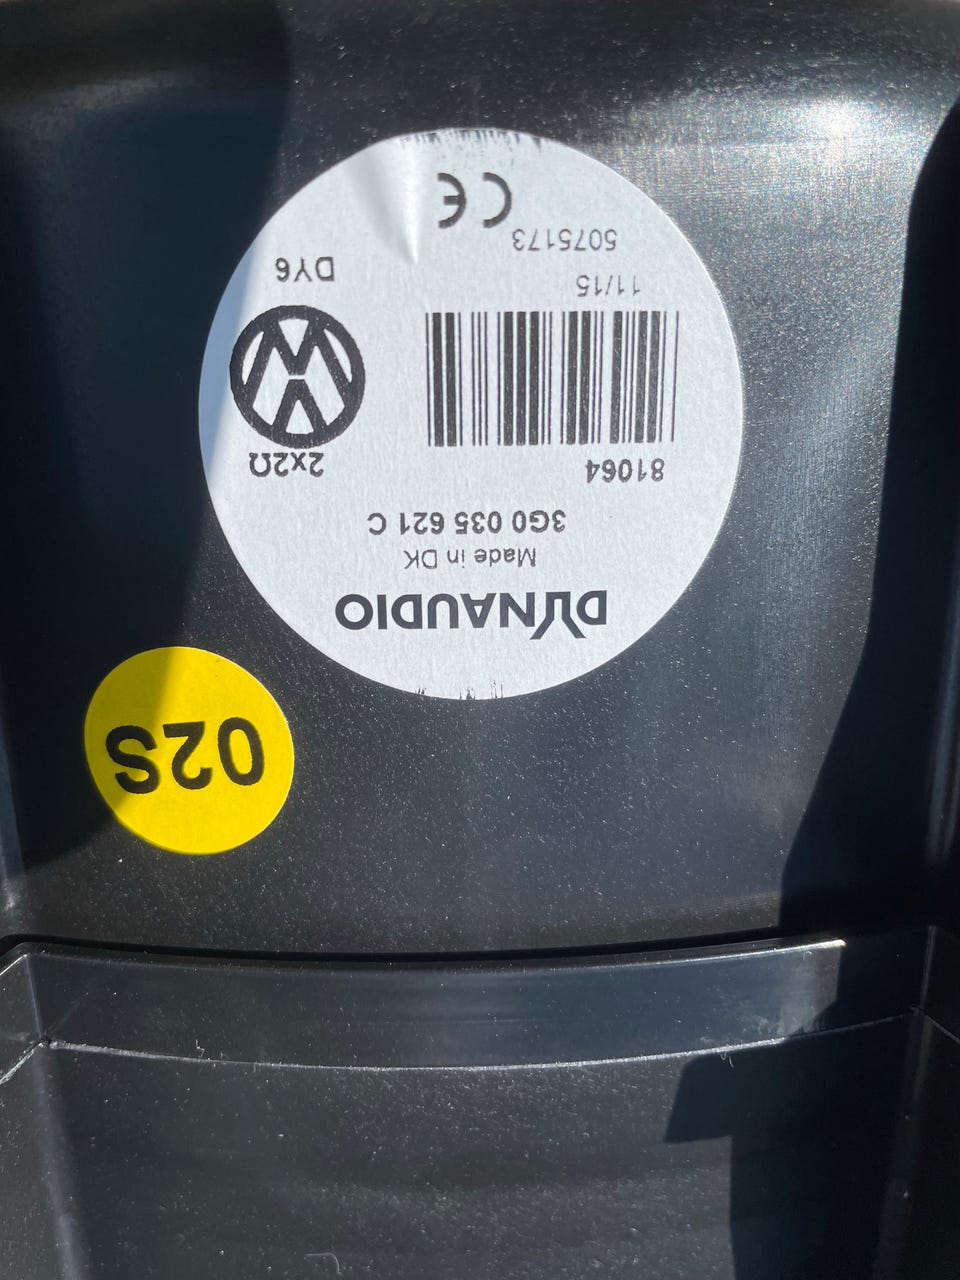 DYNAUDIO
Made in DK
3G0 035 621 C
81064
2x2Ω
11/15
DY6
5075173
CE
02S